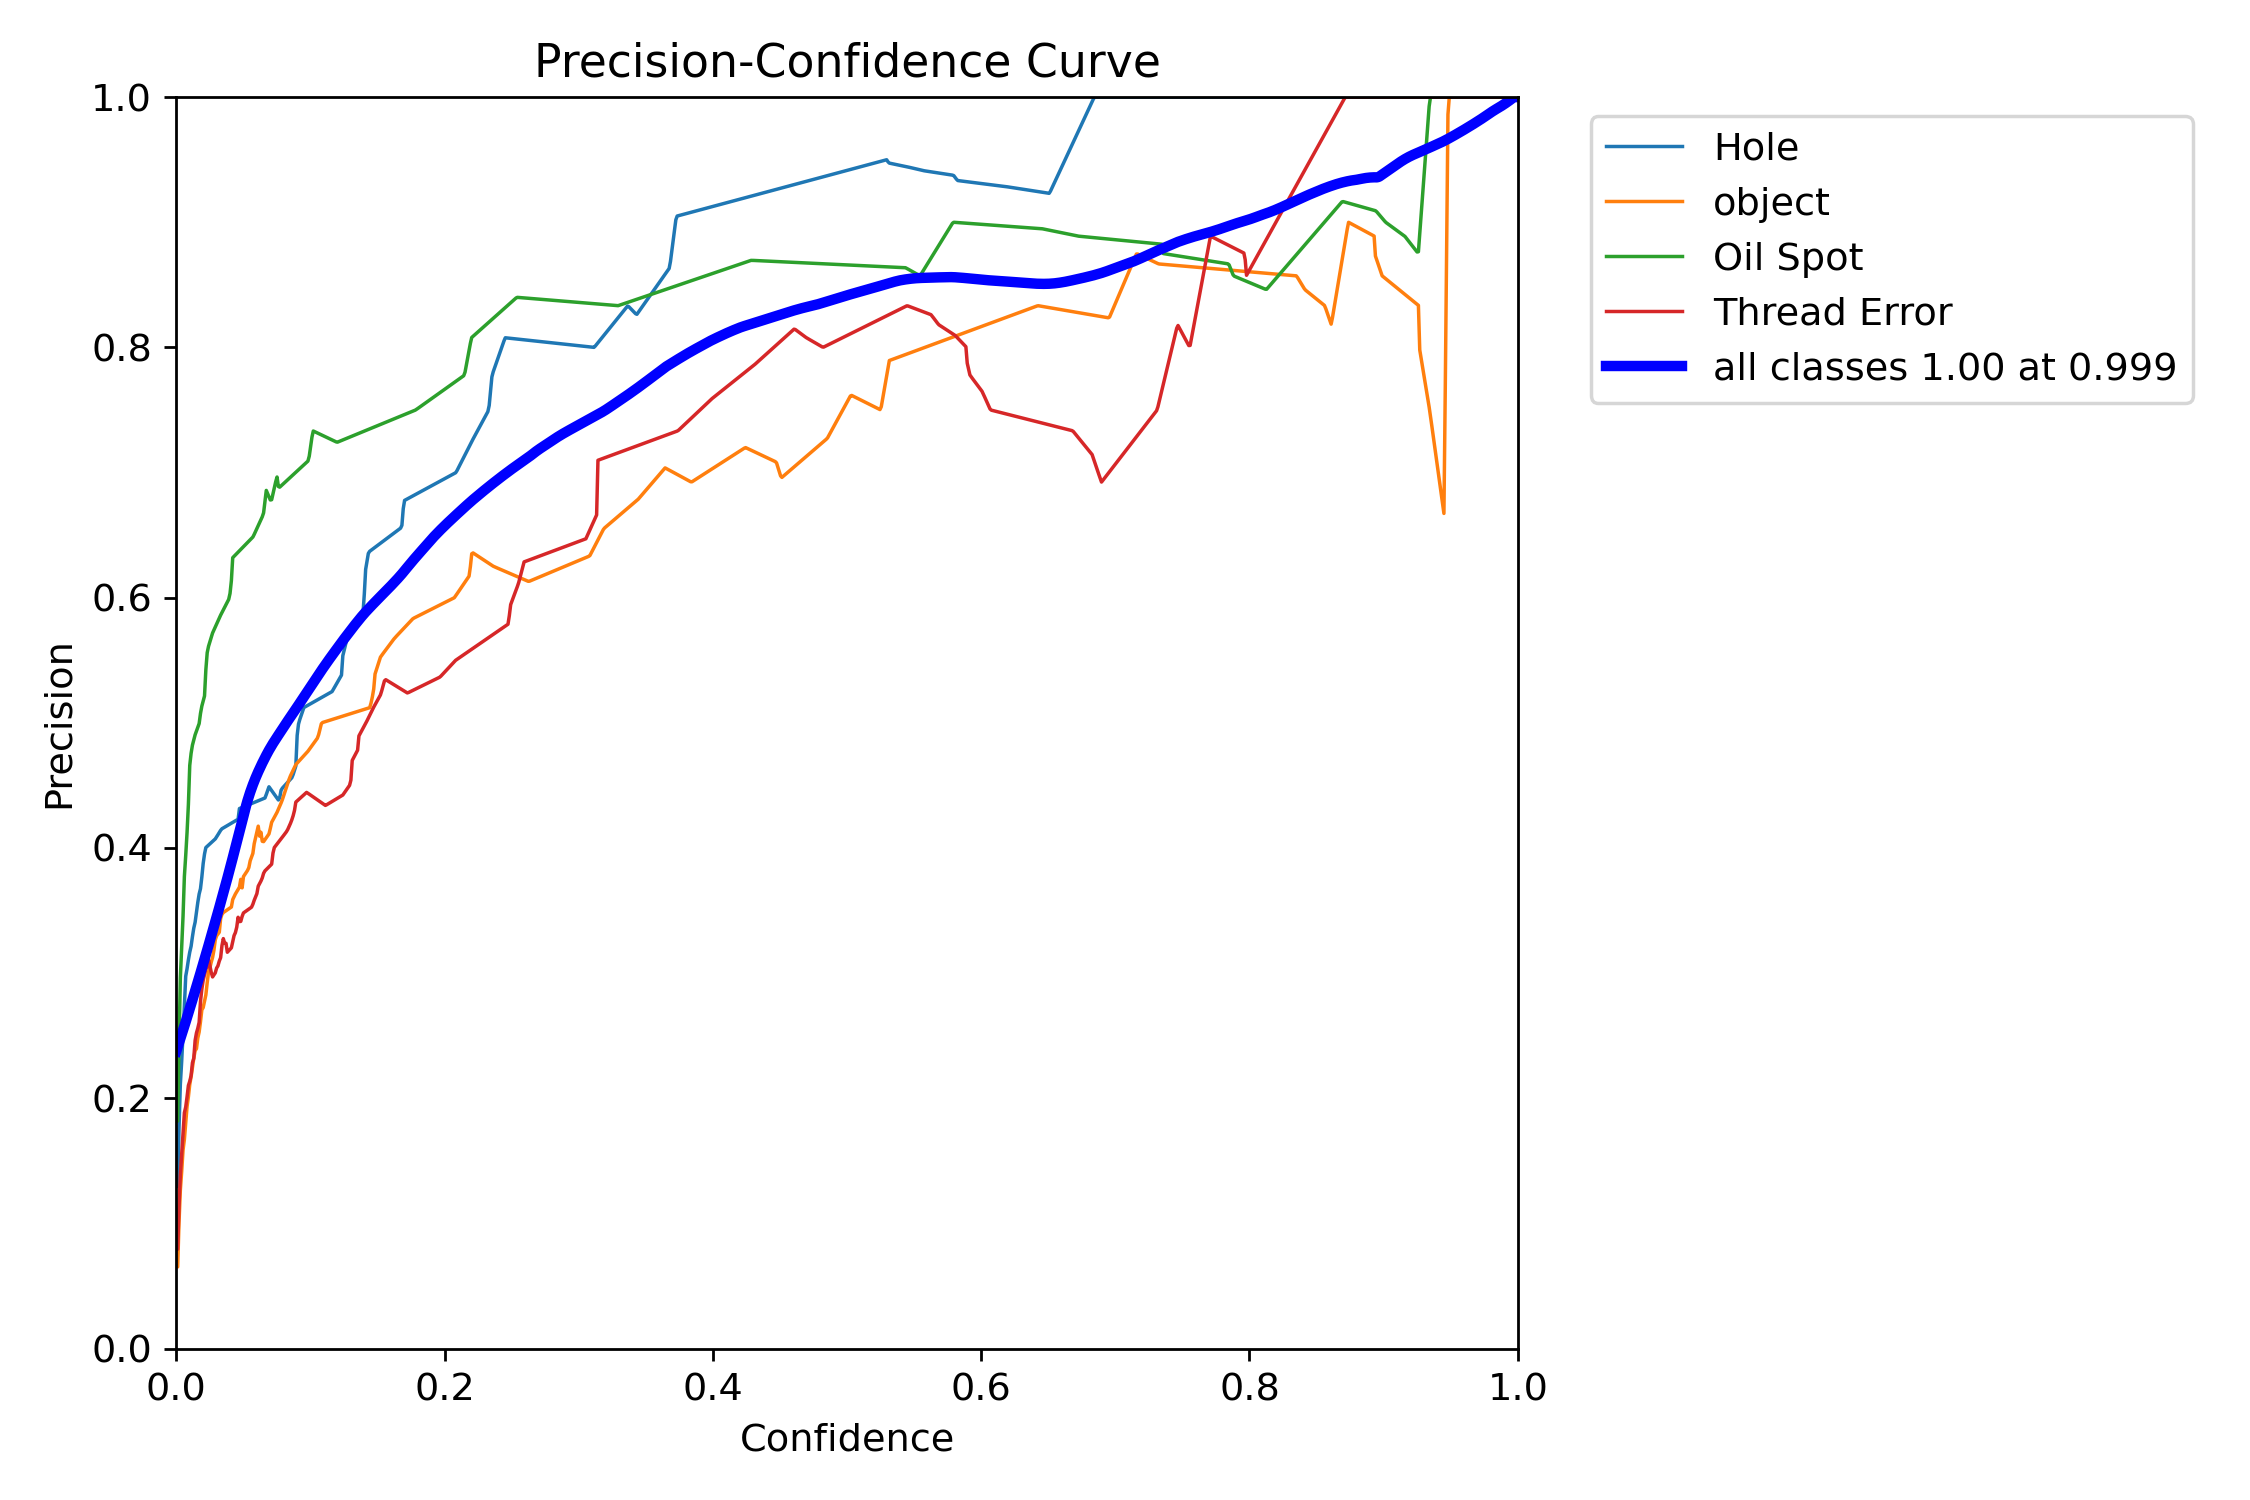 Precision-Confidence Curve
1.0
0.8
0.6
0.4
0.2
0.0
Precision
0.0 0.2 0.4 0.6 0.8 1.0
Confidence
Hole
object
Oil Spot
Thread Error
all classes 1.00 at 0.999